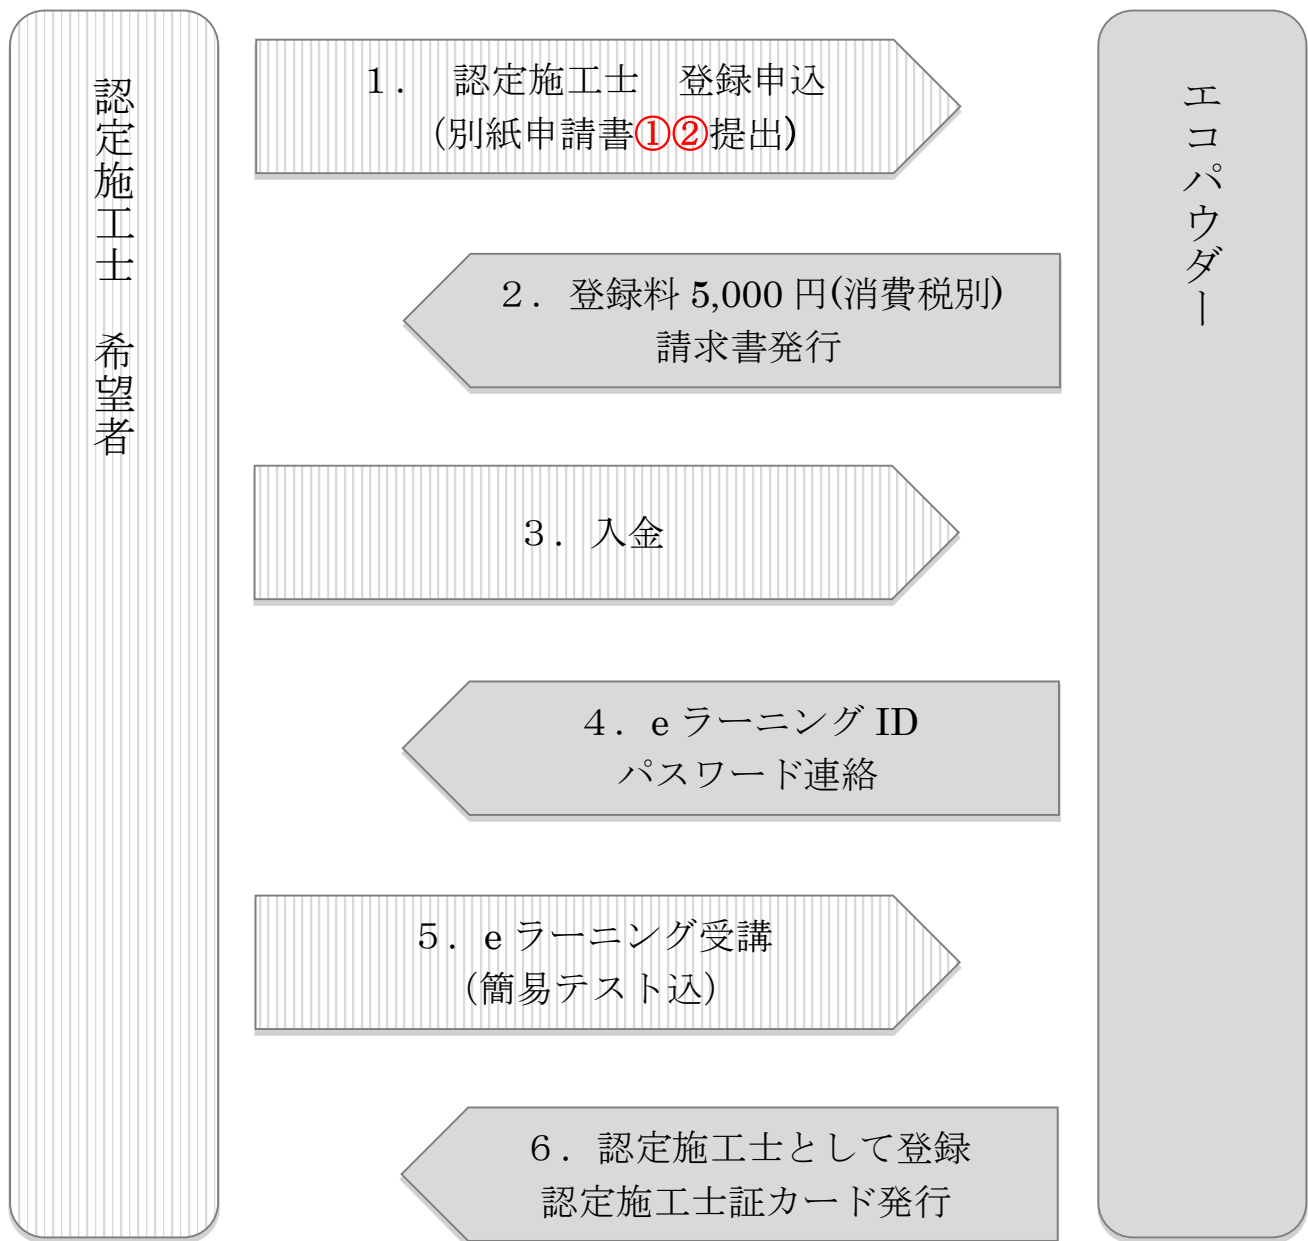 認定施工士　希望者
１．　認定施工士　登録申込
(別紙申請書①②提出)
２．登録料 5,000 円(消費税別)
請求書発行
３．入金
４．e ラーニング ID
パスワード連絡
５．e ラーニング受講
（簡易テスト込）
６．認定施工士として登録
認定施工士証カード発行
エコパウダー